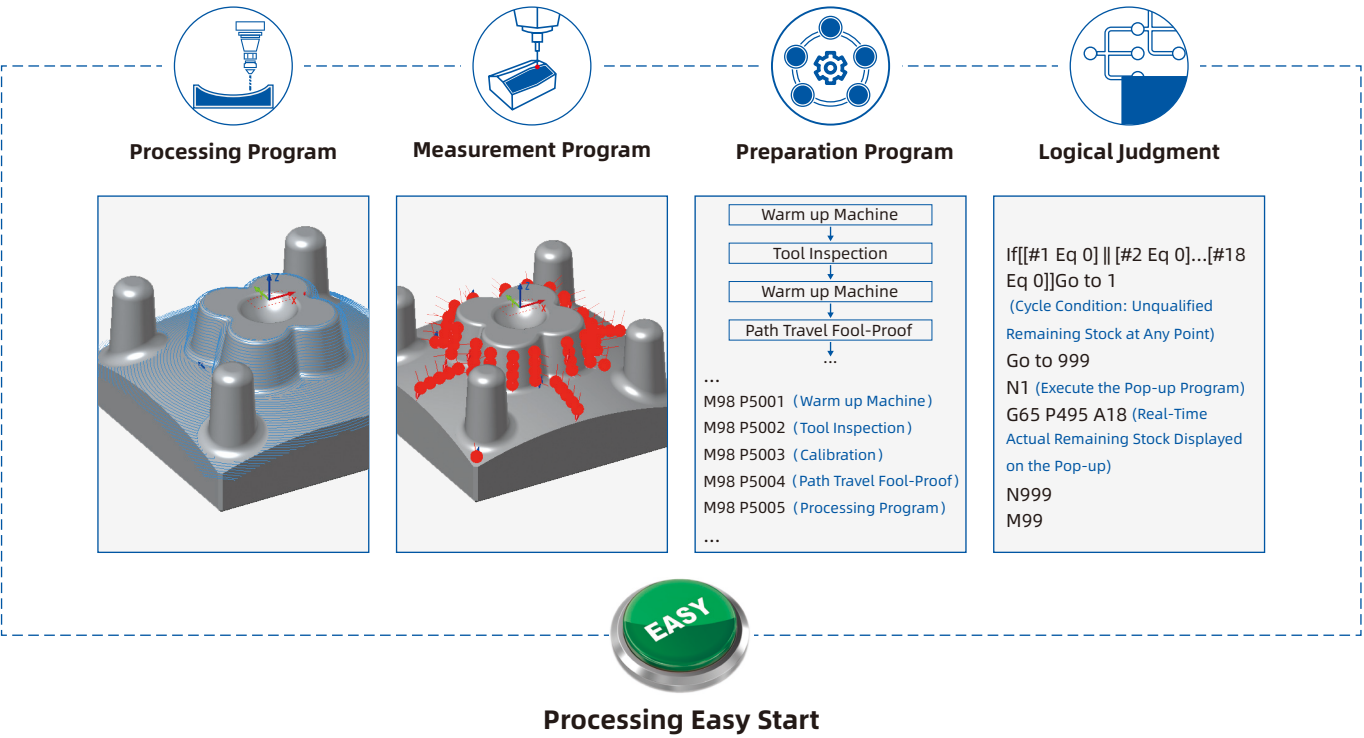 Processing Program
Measurement Program
Preparation Program
Logical Judgment
Z
X
Z
X
Warm up Machine
Tool Inspection
Warm up Machine
Path Travel Fool-Proof
...
...
M98 P5001 (Warm up Machine)
M98 P5002 (Tool Inspection)
M98 P5003 (Calibration)
M98 P5004 (Path Travel Fool-Proof)
M98 P5005 (Processing Program)
...
If[[#1 Eq 0] || [#2 Eq 0]...[#18
Eq 0]]Go to 1
(Cycle Condition: Unqualified
Remaining Stock at Any Point)
Go to 999
N1 (Execute the Pop-up Program)
G65 P495 A18 (Real-Time
Actual Remaining Stock Displayed
on the Pop-up)
N999
M99
EASY
Processing Easy Start